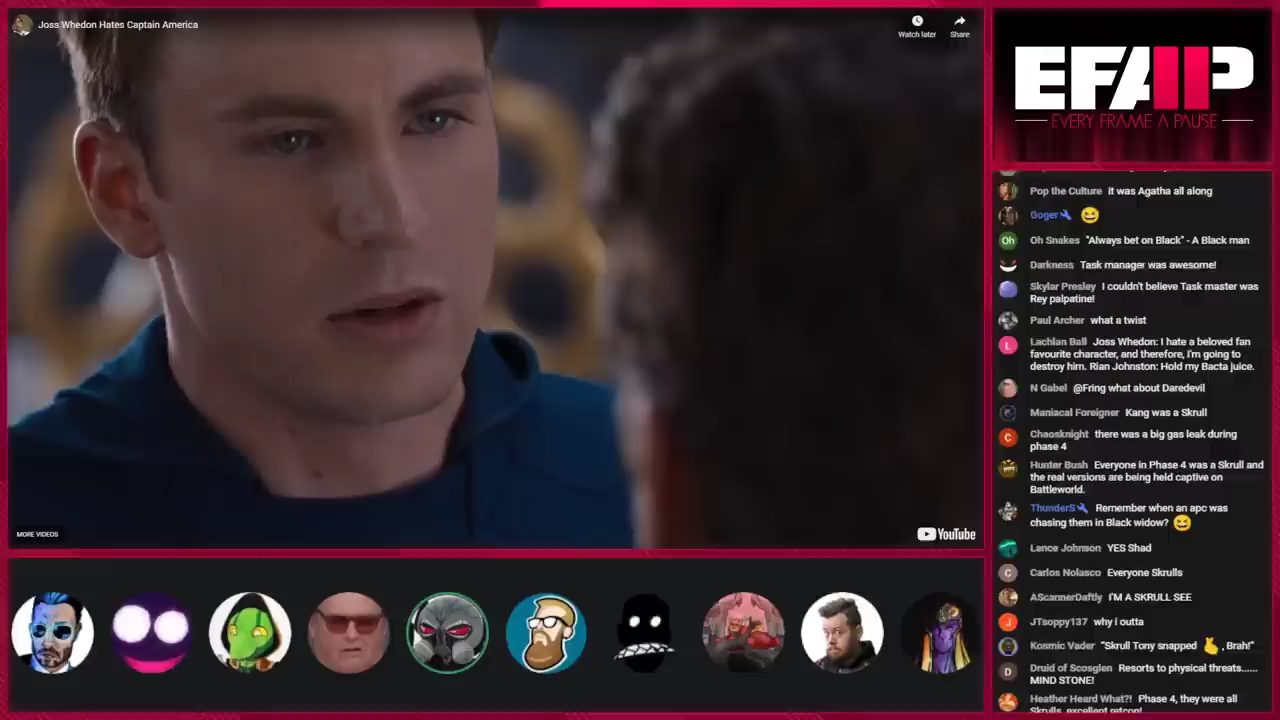 Joss Whedon Hates Captain America
Watch later
Share
MORE VIDEOS
YouTube
EFAP
EVERY FRAME A PAUSE
Pop the Culture it was Agatha all along
Goger
Oh Snakes "Always bet on Black" - A Black man
Darkness Task manager was awesome!
Skylar Presley I couldn't believe Task master was
Rey palpatine!
Paul Archer what a twist
Lachlan Ball Joss Whedon: I hate a beloved fan
favourite character, and therefore, i'm going to
destroy him. Rian Johnston: Hold my Bacta juice.
N Gabel @Fring what about Daredevil
Maniacal Foreigner Kang was a Skrull
Chaosknight there was a big gas leak during
phase 4
Hunter Bush Everyone in Phase 4 was a Skrull and
the real versions are being held captive on
Battleworld.
ThunderS Remember when an apc was
chasing them in Black widow?
Lance Johnson YES Shad
Carlos Nolasco Everyone Skrulls
AScannerDaftly I'M A SKRULL SEE
JTsoppy137 why i outta
Kosmic Vader "Skrull Tony snapped , Brah!"
Druid of Scosglen Resorts to physical threats......
MIND STONE!
Heather Heard What?! Phase 4, they were all
Skrulls, excellent retcon!
Oh
L
C
C
J
D